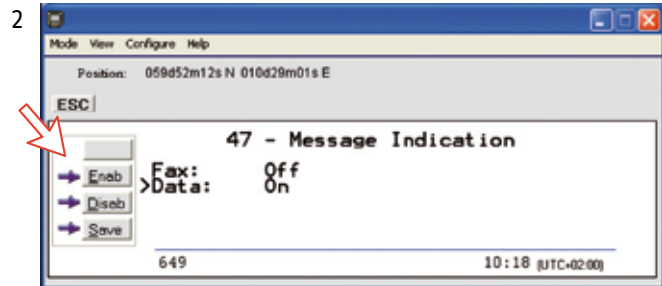 2
Mode View Configure Help
Position: 059d52m12s N 010d29m01s E
ESC
47 - Message Indication
Enab
Disab
Save
Fax: Off
>Data: On
649 10:18 (UTC+02:00)